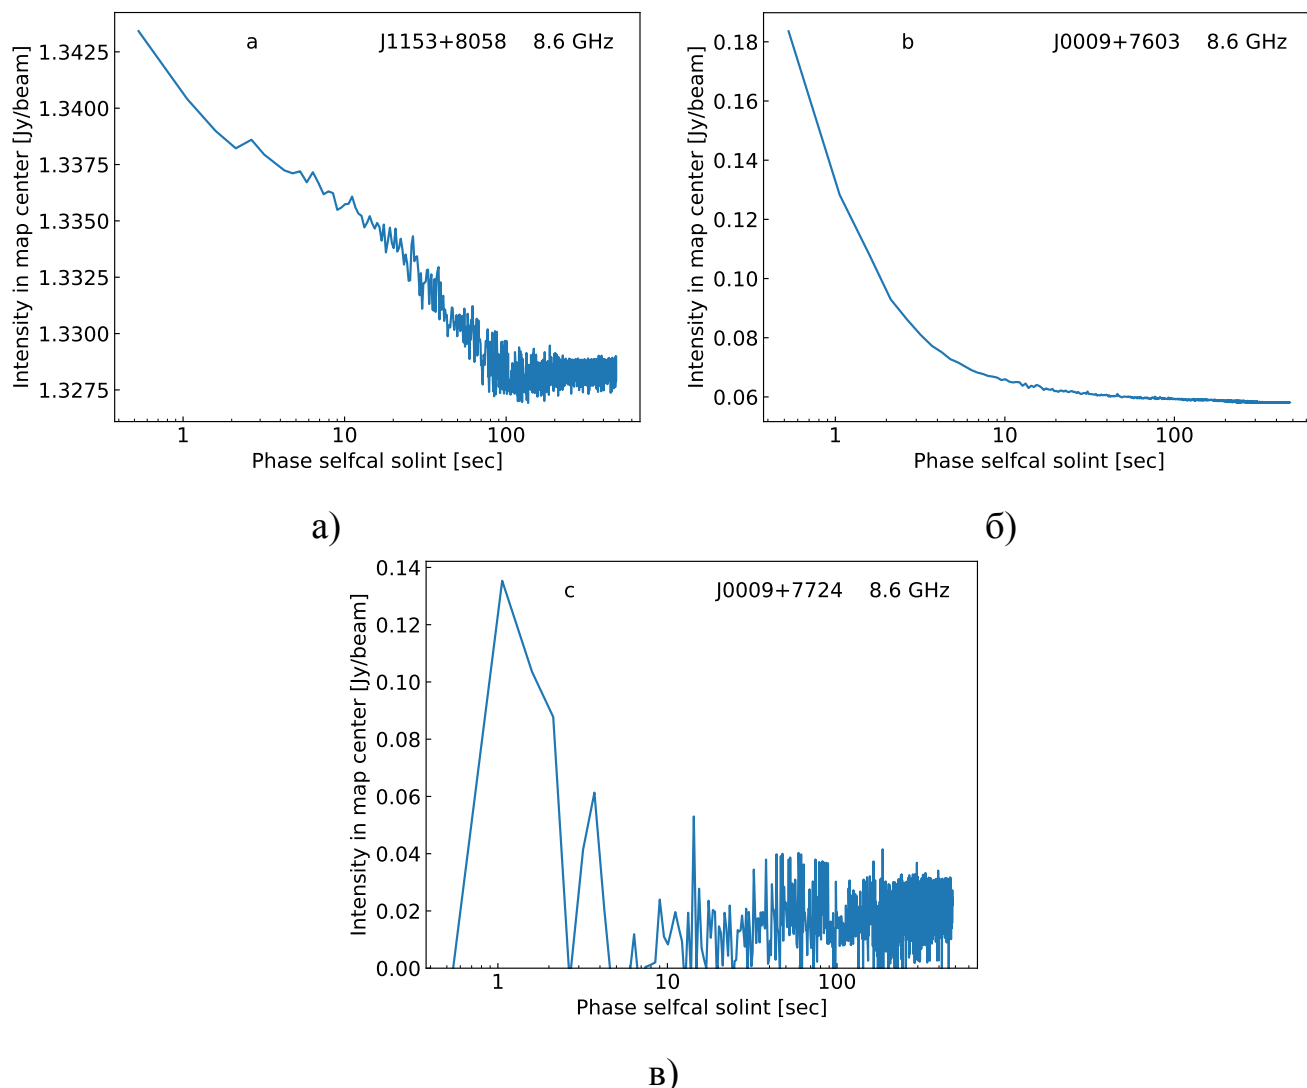 a J1153+8058 8.6 GHz
Intensity in map center [Jy/beam]
1.3425
1.3400
1.3375
1.3350
1.3325
1.3300
1.3275
1 10 100
Phase selfcal solint [sec]
а)
b J0009+7603 8.6 GHz
Intensity in map center [Jy/beam]
0.18
0.16
0.14
0.12
0.10
0.08
0.06
1 10 100
Phase selfcal solint [sec]
б)
c J0009+7724 8.6 GHz
Intensity in map center [Jy/beam]
0.14
0.12
0.10
0.08
0.06
0.04
0.02
0.00
1 10 100
Phase selfcal solint [sec]
в)